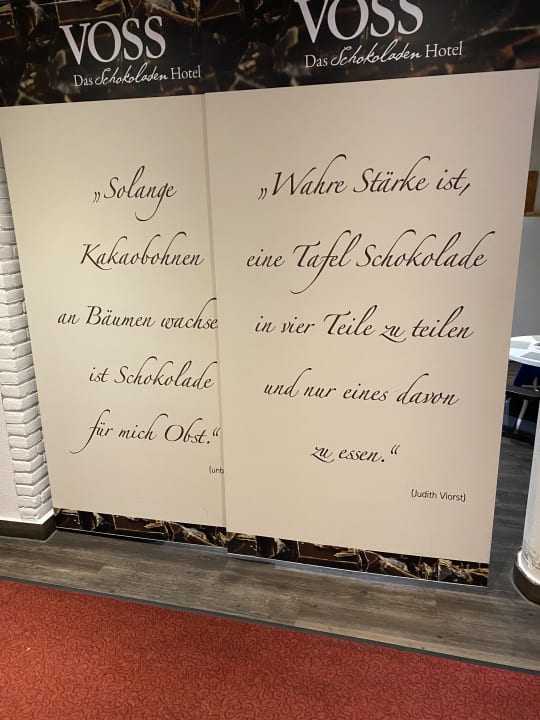 VOSS
Das Schokoladen Hotel
„Solange
Kakaobohnen
an Bäumen wachse
ist Schokolade
für mich Obst.“
(unb
VOSS
Das Schokoladen Hotel
„Wahre Stärke ist,
eine Tafel Schokolade
in vier Teile zu teilen
und nur eines davon
zu essen.“
(Judith Viorst)